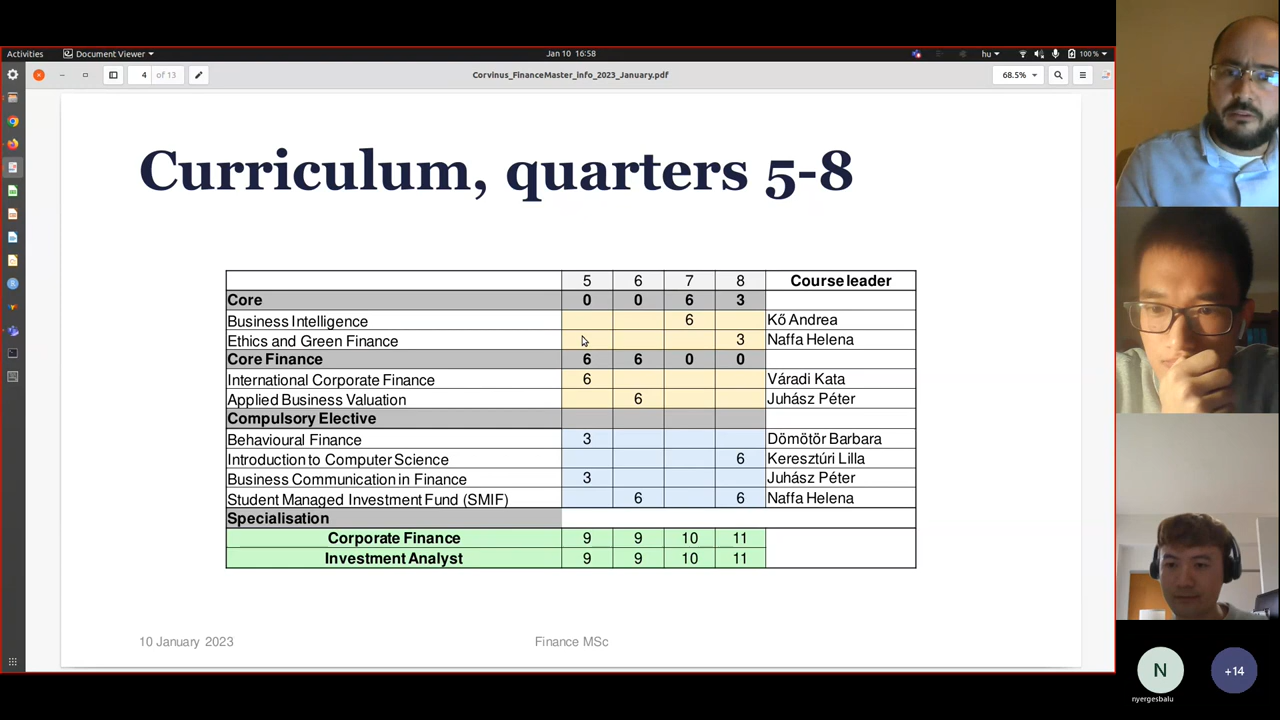 Activities Document Viewer Jan 10 16:58 hu 100 %
4 of 13 Corvinus_FinanceMaster_info_2023_January.pdf 68.5%
Curriculum, quarters 5-8
5 6 7 8 Course leader
Core 0 0 6 3
Business Intelligence 6 Kő Andrea
Ethics and Green Finance 3 Naffa Helena
Core Finance 6 6 0 0
International Corporate Finance 6 Váradi Kata
Applied Business Valuation 6 Juhász Péter
Compulsory Elective
Behavioural Finance 3 Dömötör Barbara
Introduction to Computer Science 6 Keresztúri Lilla
Business Communication in Finance 3 Juhász Péter
Student Managed Investment Fund (SMIF) 6 6 Naffa Helena
Specialisation
Corporate Finance 9 9 10 11
Investment Analyst 9 9 10 11
10 January 2023 Finance MSc
N +14
nyergesbalu